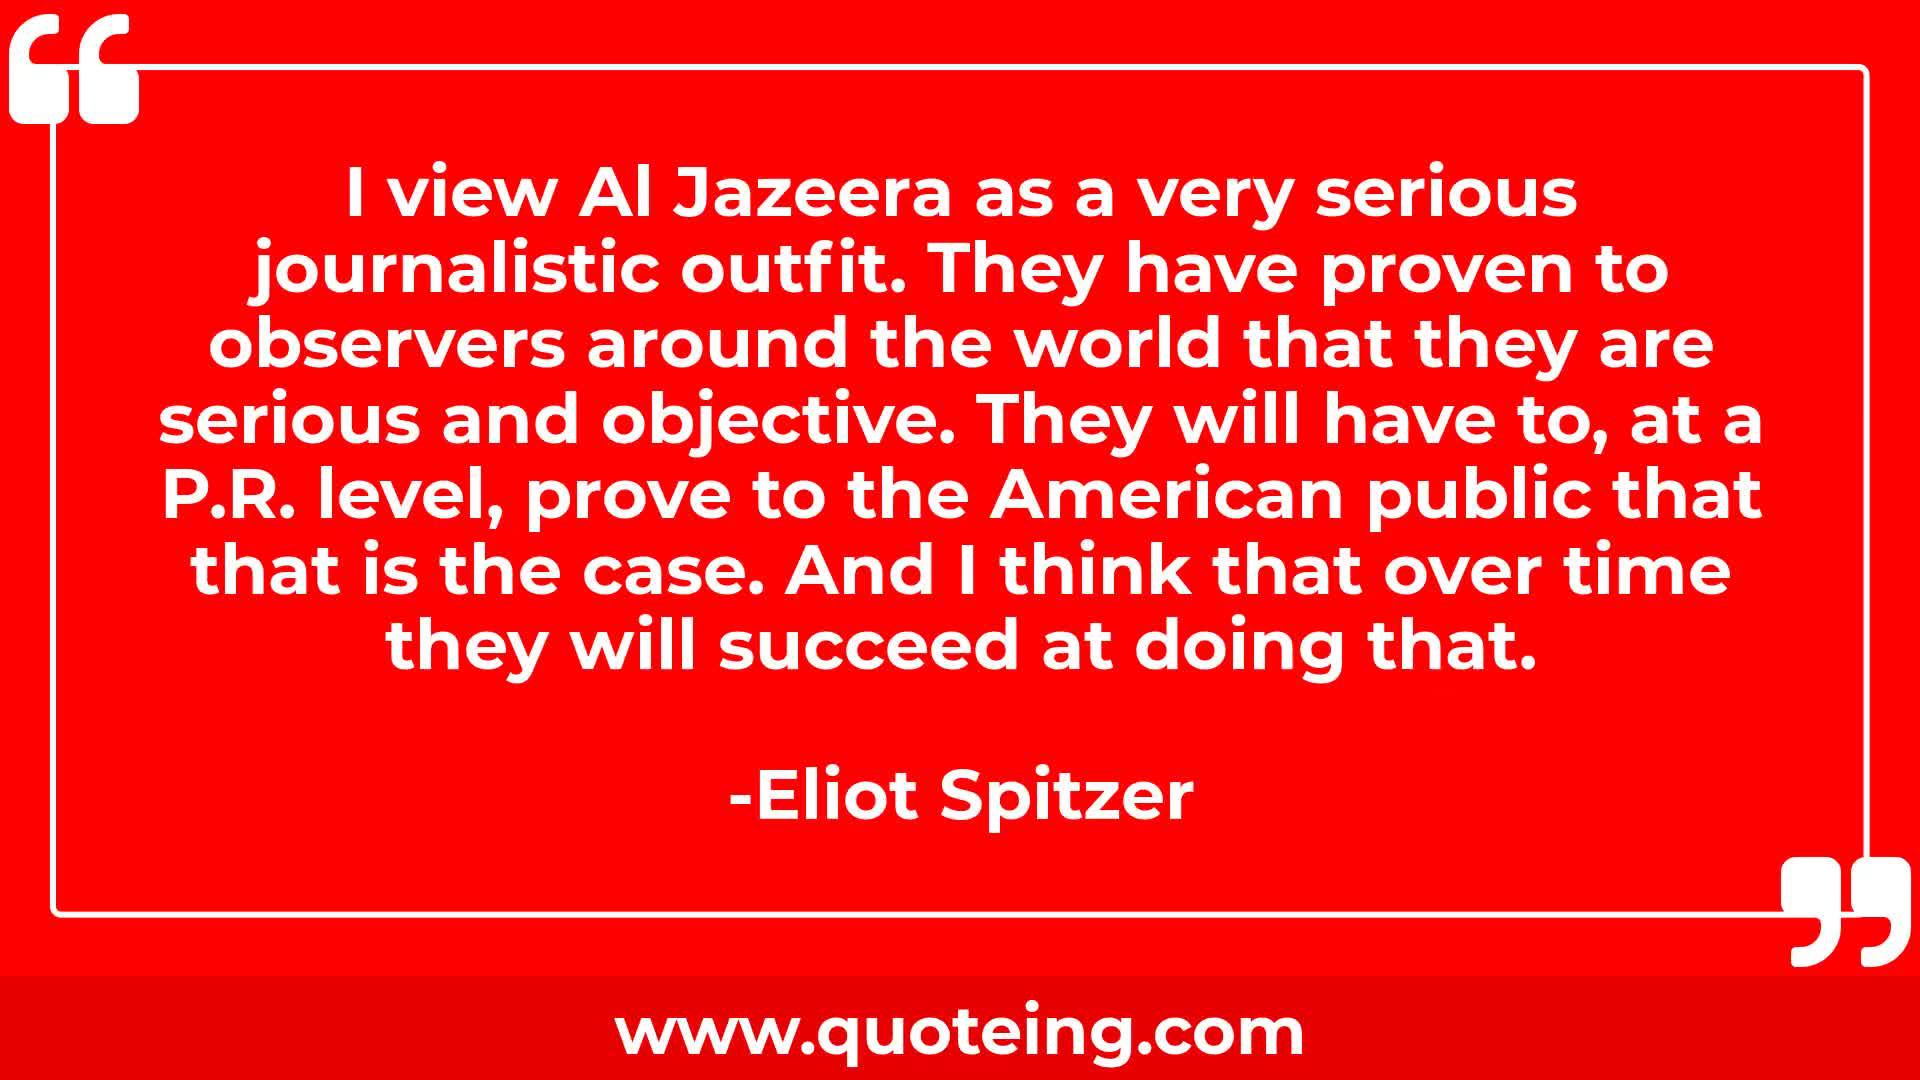 I view Al Jazeera as a very serious
journalistic outfit. They have proven to
observers around the world that they are
serious and objective. They will have to, at a
P.R. level, prove to the American public that
that is the case. And I think that over time
they will succeed at doing that.
-Eliot Spitzer
www.quoteing.com